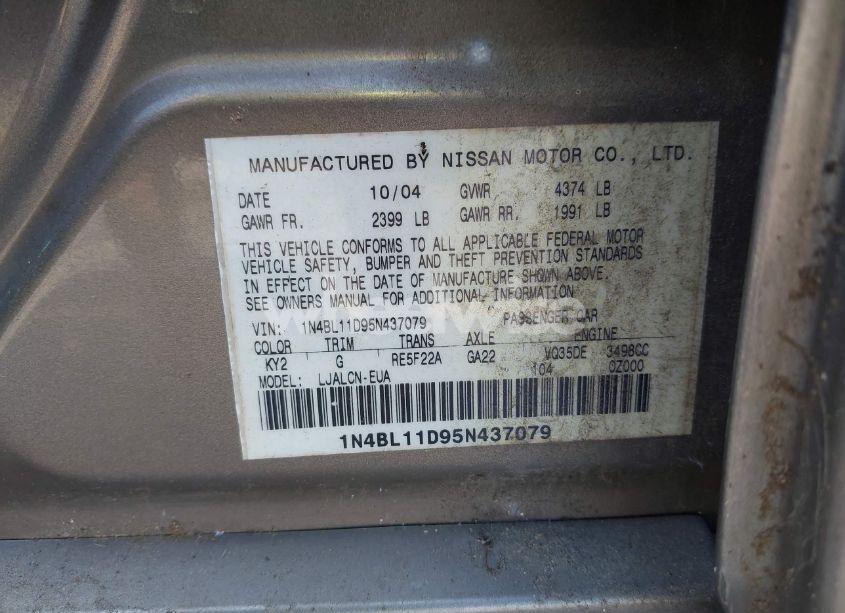 MANUFACTURED BY NISSAN MOTOR CO., LTD.
DATE 10/04 GVWR 4374 LB
GAWR FR. 2399 LB GAWR RR. 1991 LB
THIS VEHICLE CONFORMS TO ALL APPLICABLE FEDERAL MOTOR
VEHICLE SAFETY, BUMPER AND THEFT PREVENTION STANDARDS
IN EFFECT ON THE DATE OF MANUFACTURE SHOWN ABOVE.
SEE OWNERS MANUAL FOR ADDITIONAL INFORMATION.
VIN: 1N4BL11D95N437079 PASSENGER CAR
COLOR TRIM TRANS AXLE ENGINE
KY2 G RE5F22A GA22 VQ35DE 3498CC
MODEL: LJALCN-EUA 104 0Z000
1N4BL11D95N437079